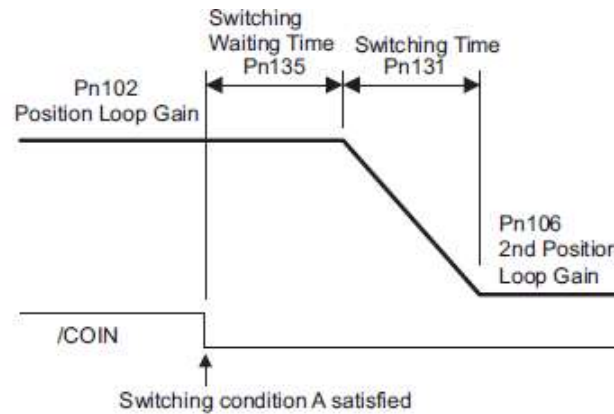 Switching
Waiting Time
Pn135
Switching Time
Pn131
Pn102
Position Loop Gain
Pn106
2nd Position
Loop Gain
/COIN
Switching condition A satisfied